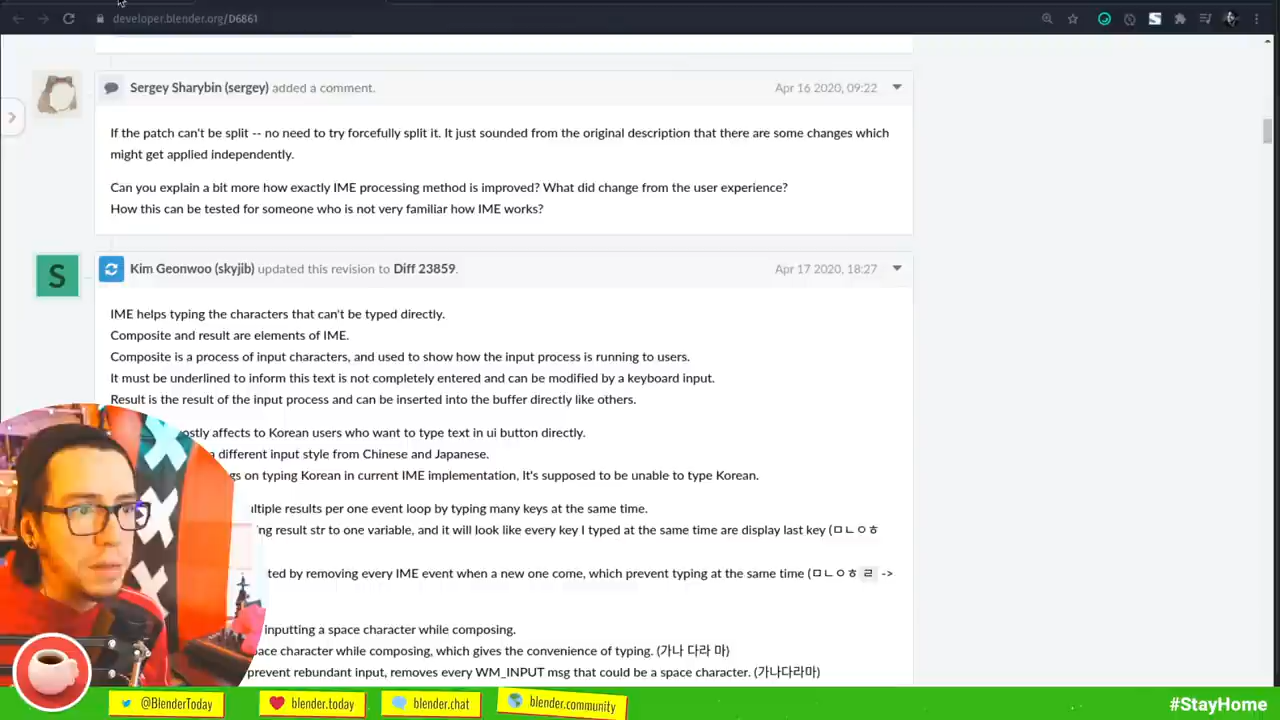 developer.blender.org/D6861
Sergey Sharybin (sergey) added a comment.
Apr 16 2020, 09:22
If the patch can't be split -- no need to try forcefully split it. It just sounded from the original description that there are some changes which
might get applied independently.
Can you explain a bit more how exactly IME processing method is improved? What did change from the user experience?
How this can be tested for someone who is not very familiar how IME works?
S
Kim Geonwoo (skyjib) updated this revision to Diff 23859.
Apr 17 2020, 18:27
IME helps typing the characters that can't be typed directly.
Composite and result are elements of IME.
Composite is a process of input characters, and used to show how the input process is running to users.
It must be underlined to inform this text is not completely entered and can be modified by a keyboard input.
Result is the result of the input process and can be inserted into the buffer directly like others.
ostly affects to Korean users who want to type text in ui button directly.
a different input style from Chinese and Japanese.
gs on typing Korean in current IME implementation, It's supposed to be unable to type Korean.
ultiple results per one event loop by typing many keys at the same time.
ing result str to one variable, and it will look like every key I typed at the same time are display last key (ㅁㄴㅇㅎ
ted by removing every IME event when a new one come, which prevent typing at the same time (ㅁㄴㅇㅎ ㄹ ->
inputting a space character while composing.
pace character while composing, which gives the convenience of typing. (가나 다라 마)
prevent redundant input, removes every WM_INPUT msg that could be a space character. (가나다라마)
@BlenderToday
blender.today
blender.chat
blender.community
#StayHome